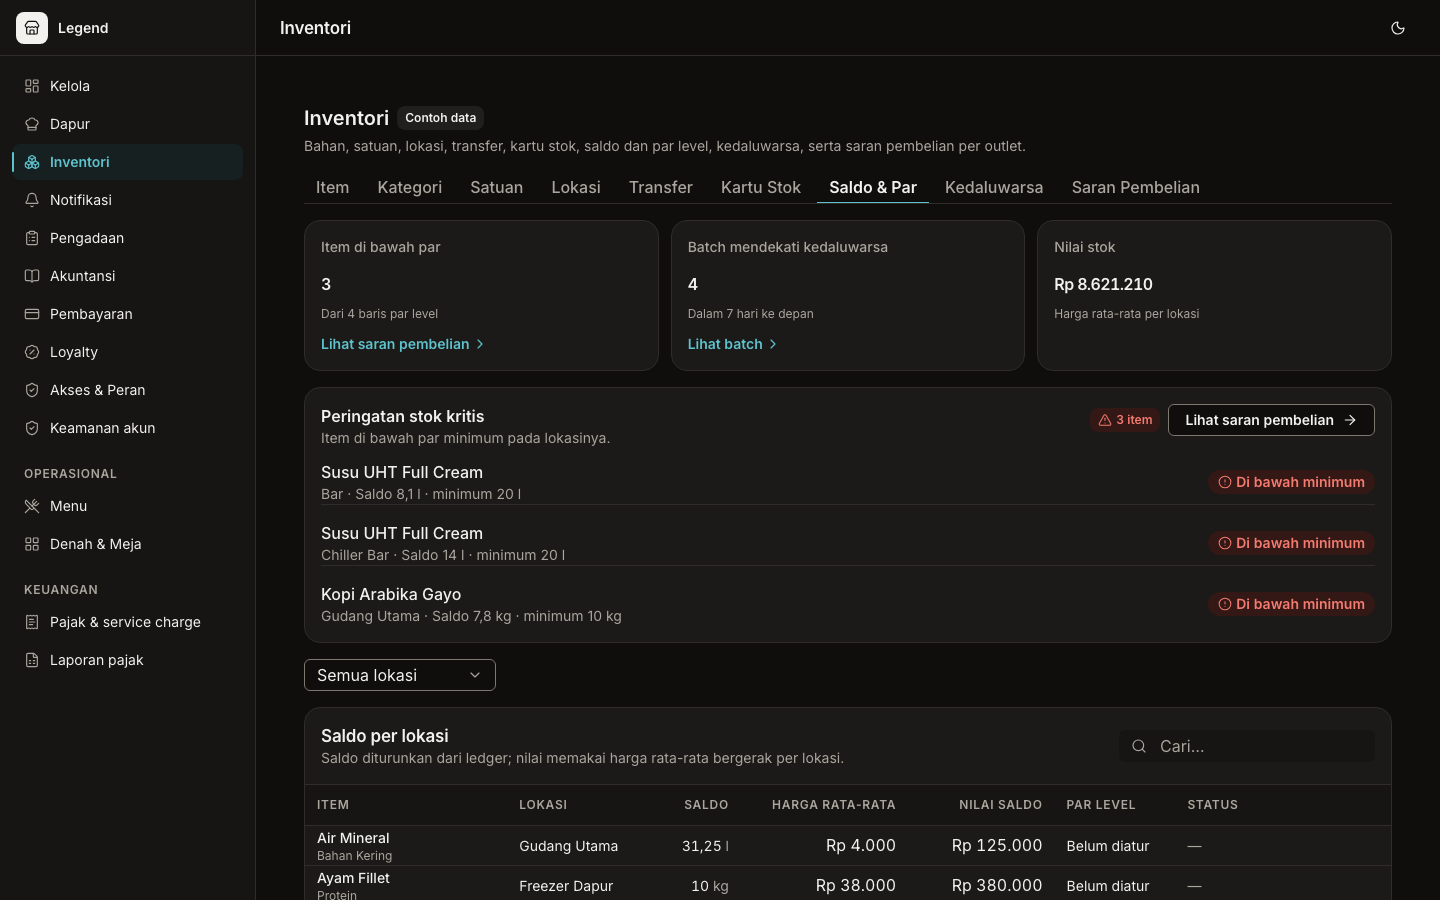 Legend
Inventori
Kelola
Dapur
Inventori
Notifikasi
Pengadaan
Akuntansi
Pembayaran
Loyalty
Akses & Peran
Keamanan akun
OPERASIONAL
Menu
Denah & Meja
KEUANGAN
Pajak & service charge
Laporan pajak
Inventori Contoh data
Bahan, satuan, lokasi, transfer, kartu stok, saldo dan par level, kedaluwarsa, serta saran pembelian per outlet.
Item Kategori Satuan Lokasi Transfer Kartu Stok Saldo & Par Kedaluwarsa Saran Pembelian
Item di bawah par
3
Dari 4 baris par level
Lihat saran pembelian
Batch mendekati kedaluwarsa
4
Dalam 7 hari ke depan
Lihat batch
Nilai stok
Rp 8.621.210
Harga rata-rata per lokasi
Peringatan stok kritis
Item di bawah par minimum pada lokasinya.
3 item
Lihat saran pembelian
Susu UHT Full Cream
Bar · Saldo 8,1 l · minimum 20 l
Di bawah minimum
Susu UHT Full Cream
Chiller Bar · Saldo 14 l · minimum 20 l
Di bawah minimum
Kopi Arabika Gayo
Gudang Utama · Saldo 7,8 kg · minimum 10 kg
Di bawah minimum
Semua lokasi
Saldo per lokasi
Saldo diturunkan dari ledger; nilai memakai harga rata-rata bergerak per lokasi.
Cari...
ITEM LOKASI SALDO HARGA RATA-RATA NILAI SALDO PAR LEVEL STATUS
Air Mineral
Bahan Kering
Gudang Utama 31,25 l Rp 4.000 Rp 125.000 Belum diatur —
Ayam Fillet
Protein
Freezer Dapur 10 kg Rp 38.000 Rp 380.000 Belum diatur —